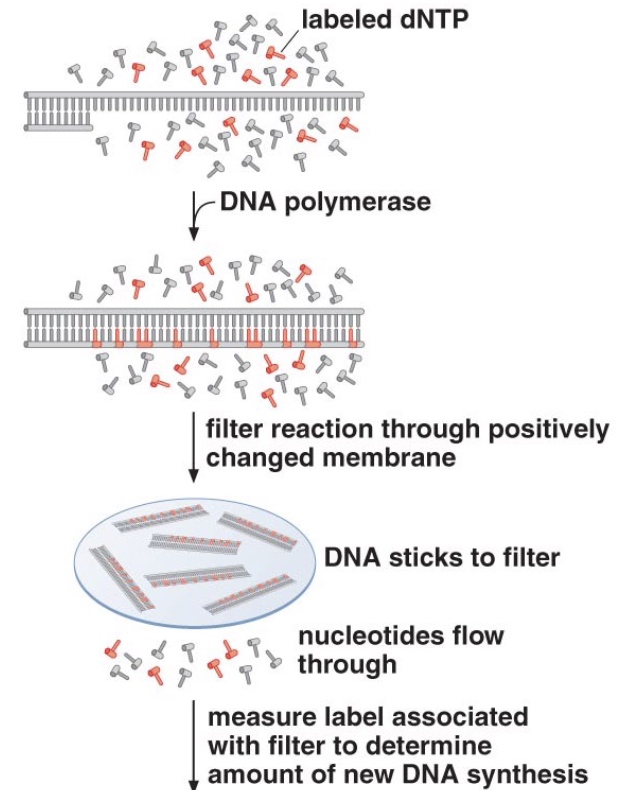 labeled dNTP
DNA polymerase
filter reaction through positively
changed membrane
DNA sticks to filter
nucleotides flow
through
measure label associated
with filter to determine
amount of new DNA synthesis